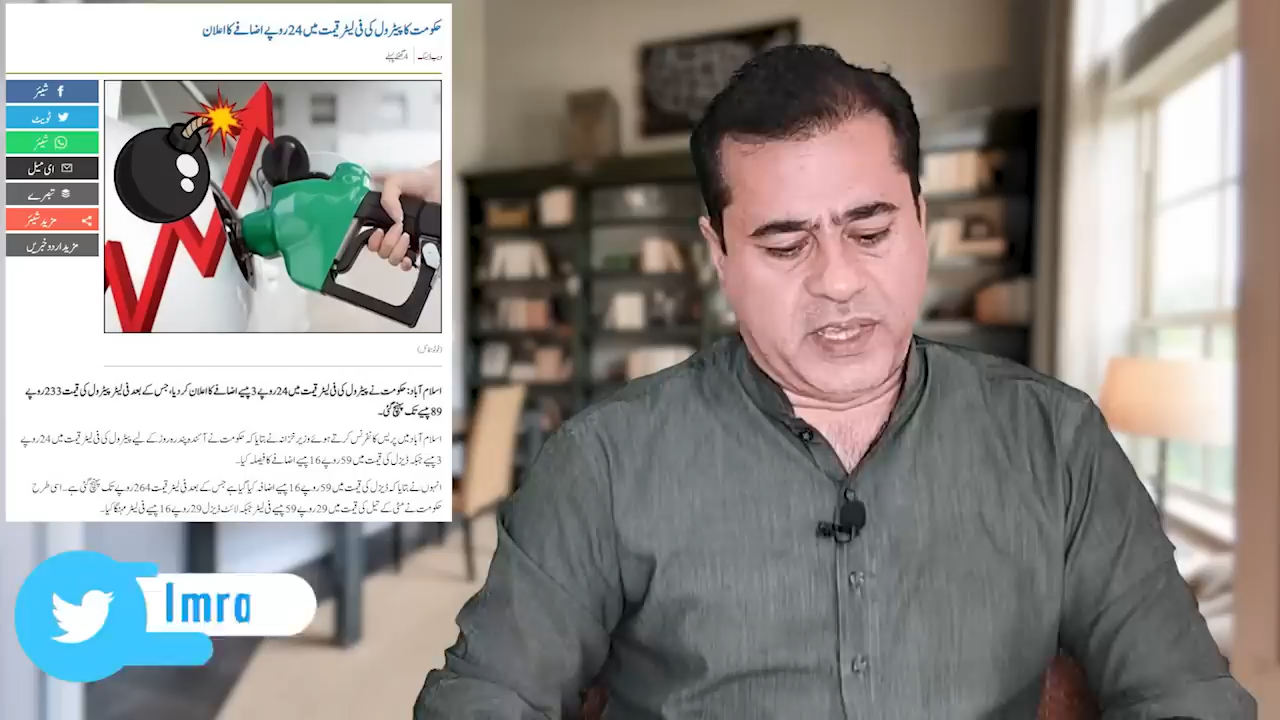 حکومت کا پیٹرول کی فی لیٹر قیمت میں 24 روپے اضافے کا اعلان
ویب ڈیسک 4 گھنٹے پہلے
شیئر
ٹویٹ
شیئر
ای میل
تبصرے
مزید شیئر
مزید اردو خبریں
(فوٹو: فائل)
اسلام آباد: حکومت نے پیٹرول کی فی لیٹر قیمت میں 24 روپے 3 پیسے اضافے کا اعلان کردیا، جس کے بعد فی لیٹر پیٹرول کی قیمت 233 روپے
89 پیسے تک پہنچ گئی۔
اسلام آباد میں پریس کانفرنس کرتے ہوئے وزیر خزانہ نے بتایا کہ حکومت نے آئندہ پندرہ روز کے لیے پیٹرول کی فی لیٹر قیمت میں 24 روپے
3 پیسے جبکہ ڈیزل کی قیمت میں 59 روپے 16 پیسے اضافے کا فیصلہ کیا۔
انہوں نے بتایا کہ ڈیزل کی قیمت میں 59 روپے 16 پیسے اضافہ کیا گیا ہے جس کے بعد فی لیٹر قیمت 264 روپے تک پہنچ گئی ہے۔ اسی طرح
حکومت نے مٹی کے تیل کی قیمت میں 29 روپے 59 پیسے فی لیٹر جبکہ لائٹ ڈیزل 29 روپے 16 پیسے فی لیٹر مہنگا کیا۔
Imra